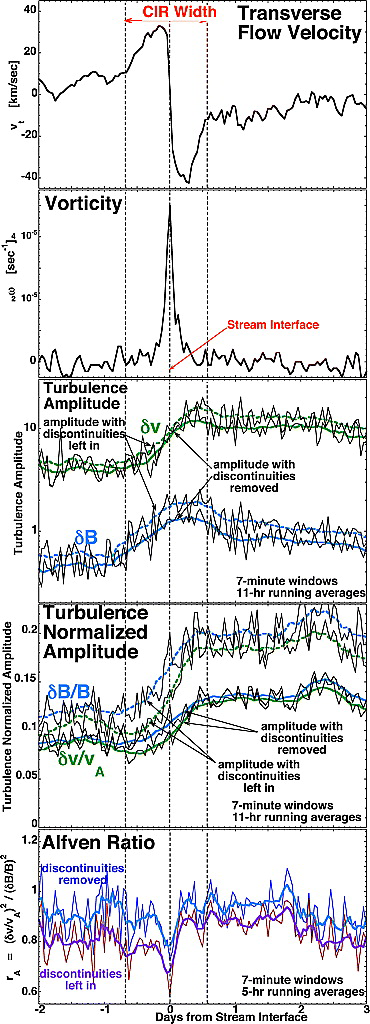 CIR Width
Transverse
Flow Velocity
40
20
0
-20
-40
v_t [km/sec]
Vorticity
10⁻⁵
10⁻⁵
0
[sec⁻¹]
Stream Interface
Turbulence
Amplitude
amplitude with
discontinuities
left in
δv
amplitude with
discontinuities
removed
δB
10
1
Turbulence Amplitude
7-minute windows
11-hr running averages
Turbulence
Normalized
Amplitude
0.2
0.15
0.1
0.05
0
Turbulence Normalized Amplitude
δB/B
δv/v_A
amplitude with
discontinuities
removed
amplitude with
discontinuities
left in
7-minute windows
11-hr running averages
Alfven Ratio
discontinuities
removed
1.2
1
0.8
0.6
r_A = (δv/v_A)² / (δB/B)²
discontinuities
left in
7-minute windows
5-hr running averages
-2 -1 0 1 2 3
Days from Stream Interface